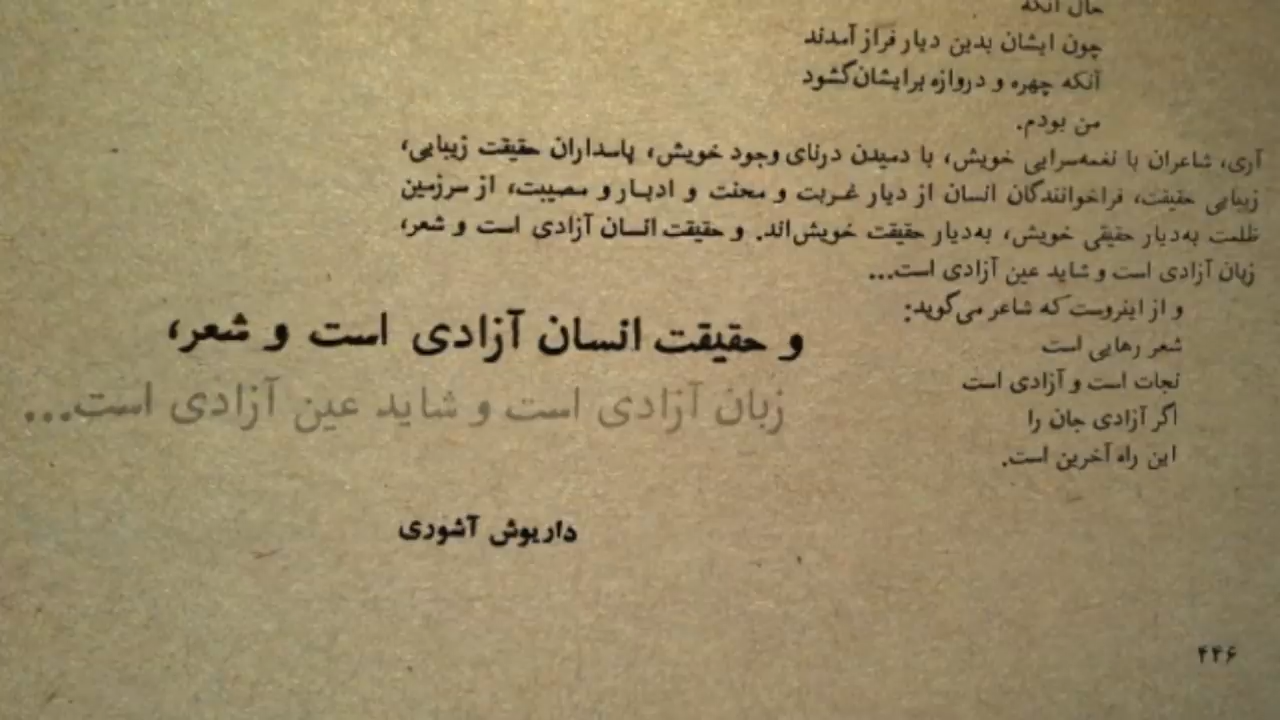 حال آنکه
چون ایشان بدین دیار فراز آمدند
آنکه چهره و دروازه برایشان‌گشود
من بودم.
آری، شاعران با نغمه‌سرایی خویش، با دمیدن درنای وجود خویش، پاسداران حقیقت زیبایی،
زیبایی حقیقت، فراخوانندگان انسان از دیار غربت و محنت و ادبار و مصیبت، از سرزمین
ظلمت به‌دیار حقیقی خویش، به‌دیار حقیقت خویش‌اند. و حقیقت انسان آزادی است و شعر،
زبان آزادی است و شاید عین آزادی است...
و از اینروست که شاعر می‌گوید:
شعر رهایی است
نجات است و آزادی است
اگر آزادی جان را
این راه آخرین است.
و حقیقت انسان آزادی است و شعر،
زبان آزادی است و شاید عین آزادی است...
داریوش آشوری
۴۴۶